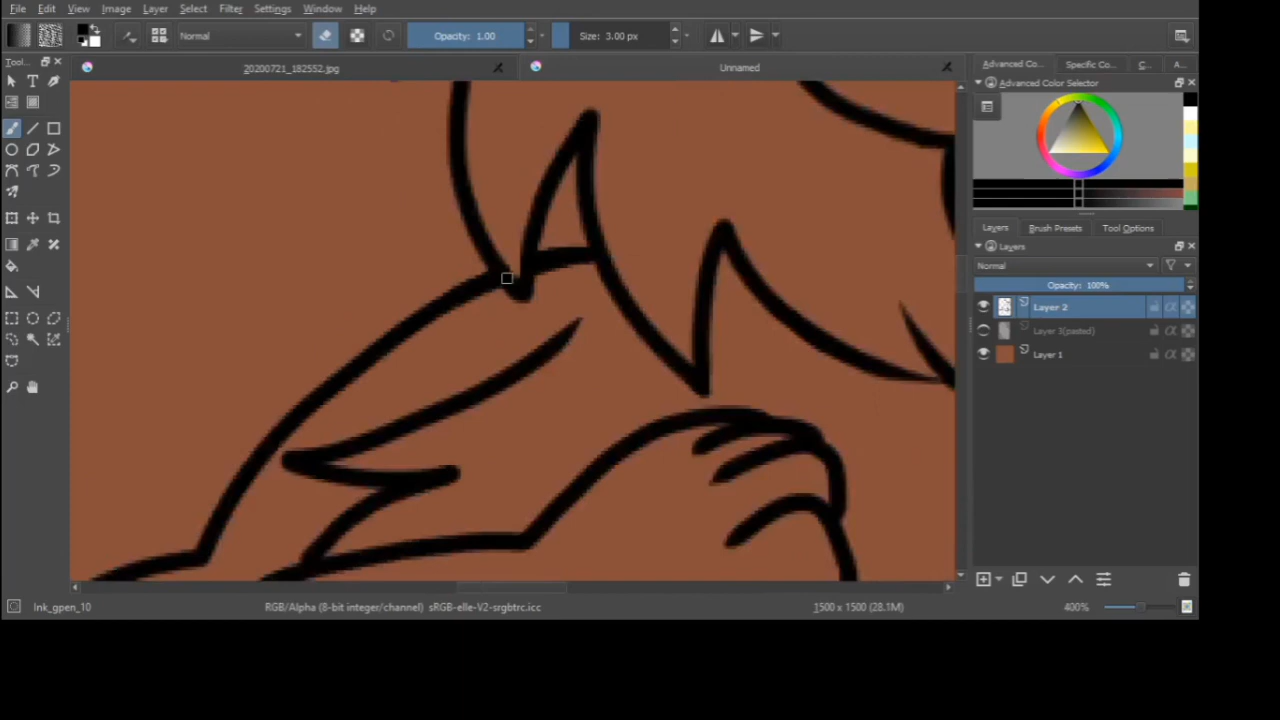 File Edit View Image Layer Select Filter Settings Window Help
Normal Opacity: 1.00 Size: 3.00 px
Tool... 20200721_182552.jpg Unnamed Advanced Co... Specific Co... C... A...
Advanced Color Selector
Layers Brush Presets Tool Options
Layers
Normal
Opacity: 100%
Layer 2
Layer 3(pasted)
Layer 1
Ink_gpen_10 RGB/Alpha (8-bit integer/channel) sRGB-elle-V2-srgbtrc.icc 1500 x 1500 (28.1M) 400%